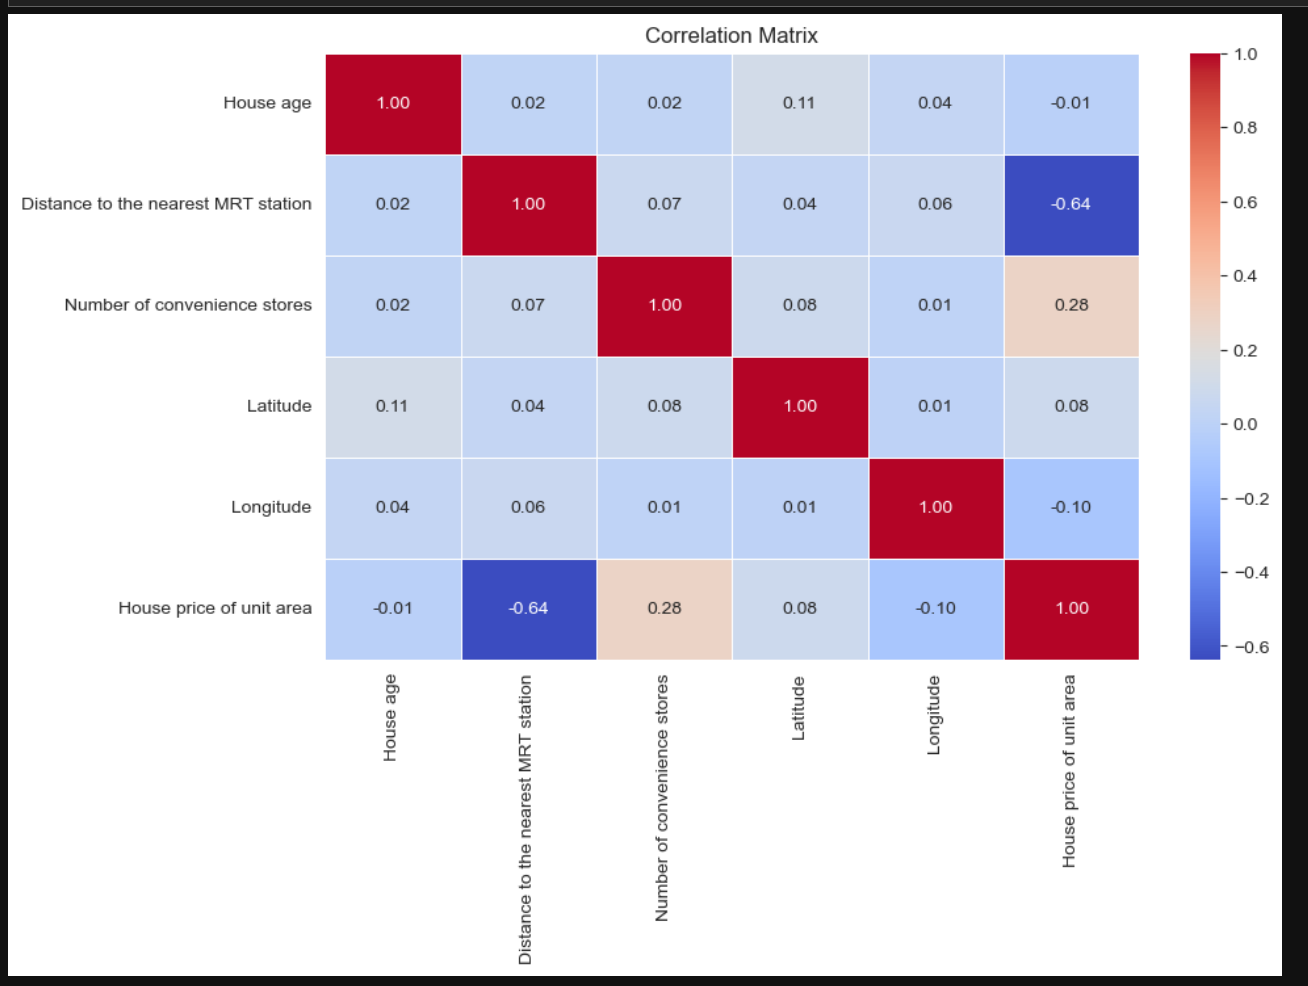 Correlation Matrix
House age 1.00 0.02 0.02 0.11 0.04 -0.01
Distance to the nearest MRT station 0.02 1.00 0.07 0.04 0.06 -0.64
Number of convenience stores 0.02 0.07 1.00 0.08 0.01 0.28
Latitude 0.11 0.04 0.08 1.00 0.01 0.08
Longitude 0.04 0.06 0.01 0.01 1.00 -0.10
House price of unit area -0.01 -0.64 0.28 0.08 -0.10 1.00
House age
Distance to the nearest MRT station
Number of convenience stores
Latitude
Longitude
House price of unit area
1.0
0.8
0.6
0.4
0.2
0.0
−0.2
−0.4
−0.6